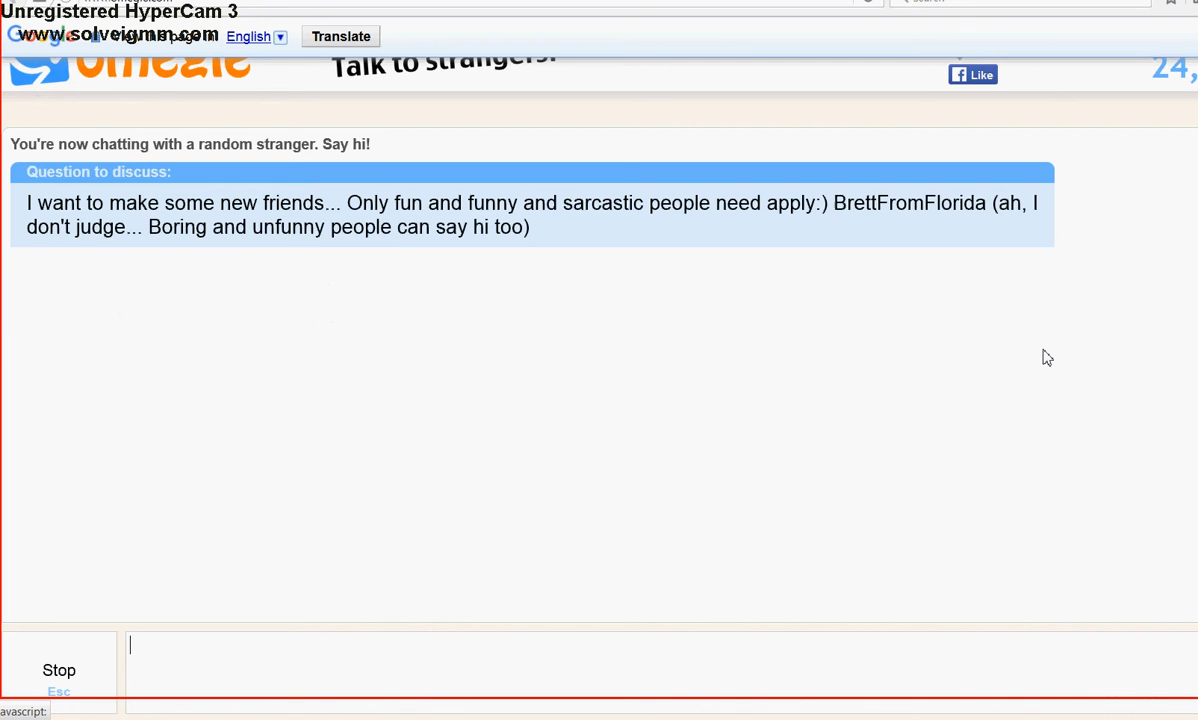 Unregistered HyperCam 3
www.solveigmm.com
English
Translate
omegle
Talk to strangers!
Like
24,
You're now chatting with a random stranger. Say hi!
Question to discuss:
I want to make some new friends... Only fun and funny and sarcastic people need apply:) BrettFromFlorida (ah, I
don't judge... Boring and unfunny people can say hi too)
Stop
Esc
avascript: